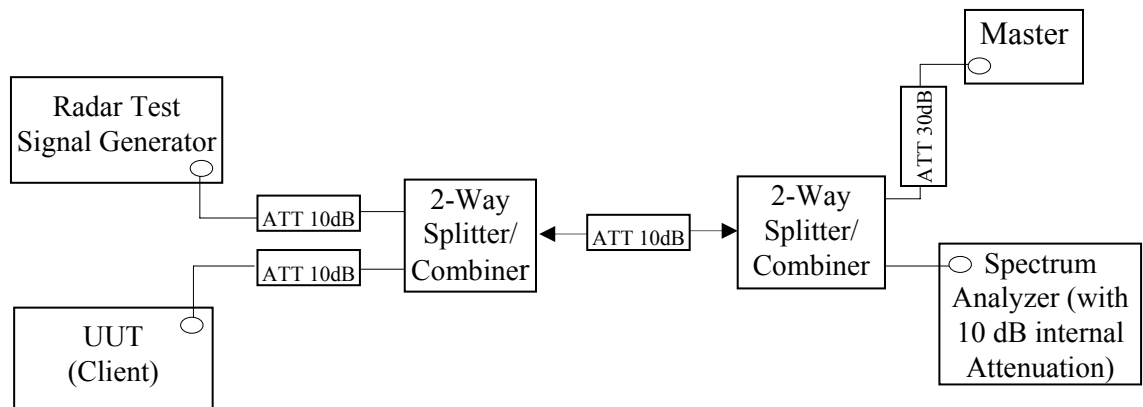 Master
ATT 30dB
Radar Test
Signal Generator
ATT 10dB
2-Way
Splitter/
Combiner
ATT 10dB
2-Way
Splitter/
Combiner
ATT 10dB
UUT
(Client)
Spectrum
Analyzer (with
10 dB internal
Attenuation)